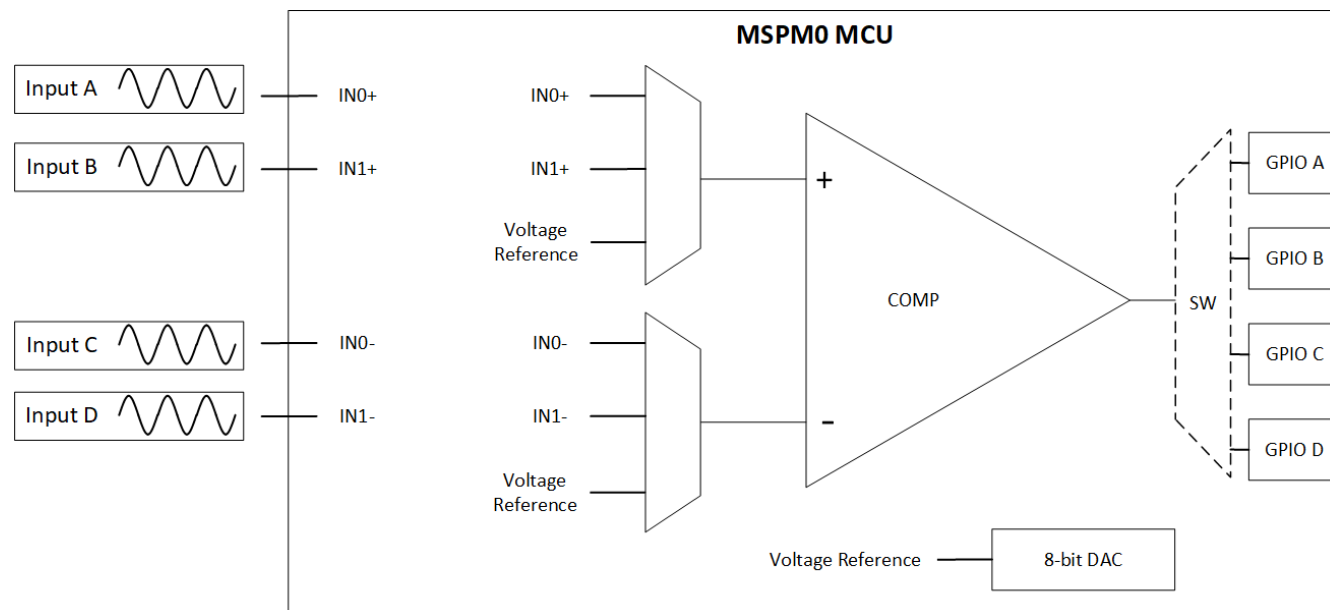 MSPM0 MCU
Input A
IN0+
IN0+
Input B
IN1+
IN1+
Voltage
Reference
+
GPIO A
GPIO B
COMP
SW
Input C
IN0-
IN0-
GPIO C
Input D
IN1-
IN1-
-
GPIO D
Voltage
Reference
Voltage Reference
8-bit DAC